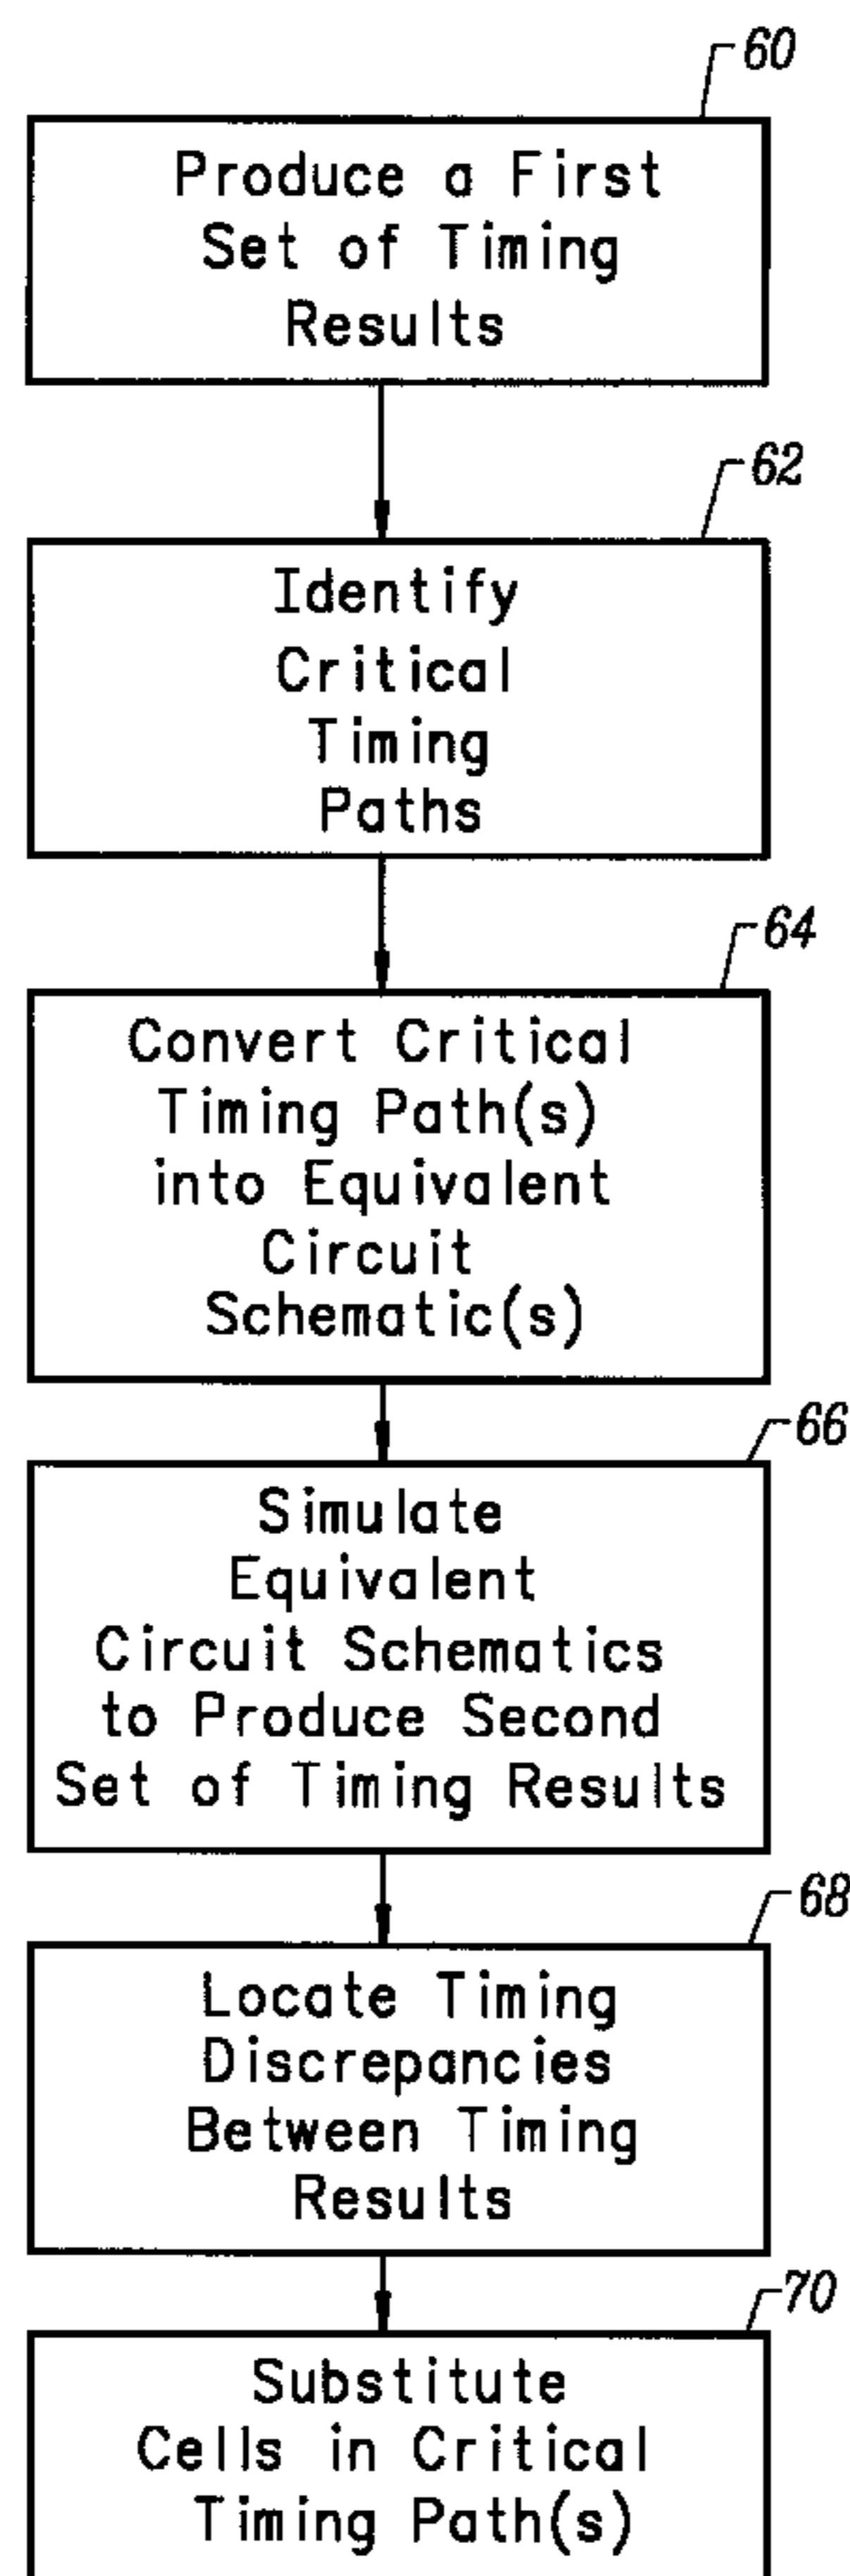 60
Produce a First
Set of Timing
Results
62
Identify
Critical
Timing
Paths
64
Convert Critical
Timing Path(s)
into Equivalent
Circuit
Schematic(s)
66
Simulate
Equivalent
Circuit Schematics
to Produce Second
Set of Timing Results
68
Locate Timing
Discrepancies
Between Timing
Results
70
Substitute
Cells in Critical
Timing Path(s)